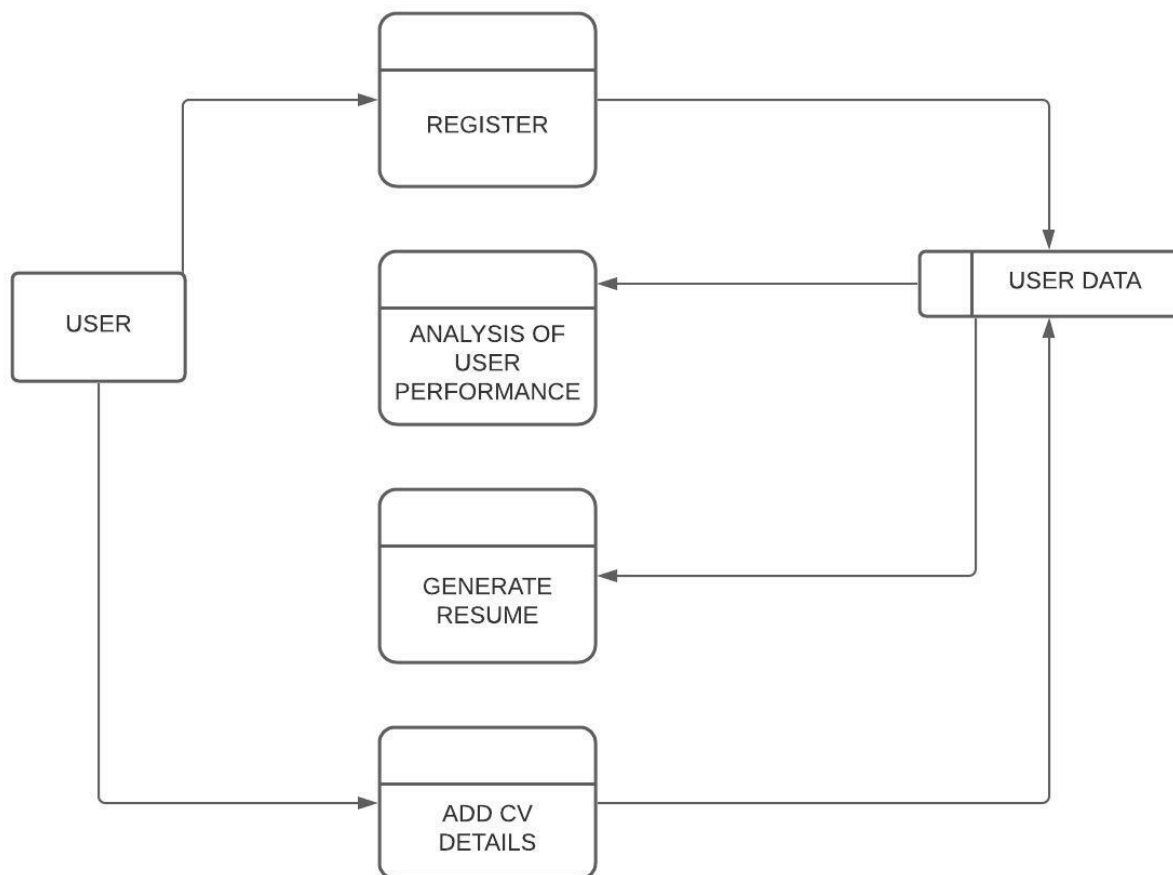 REGISTER
USER DATA
USER
ANALYSIS OF
USER
PERFORMANCE
GENERATE
RESUME
ADD CV
DETAILS